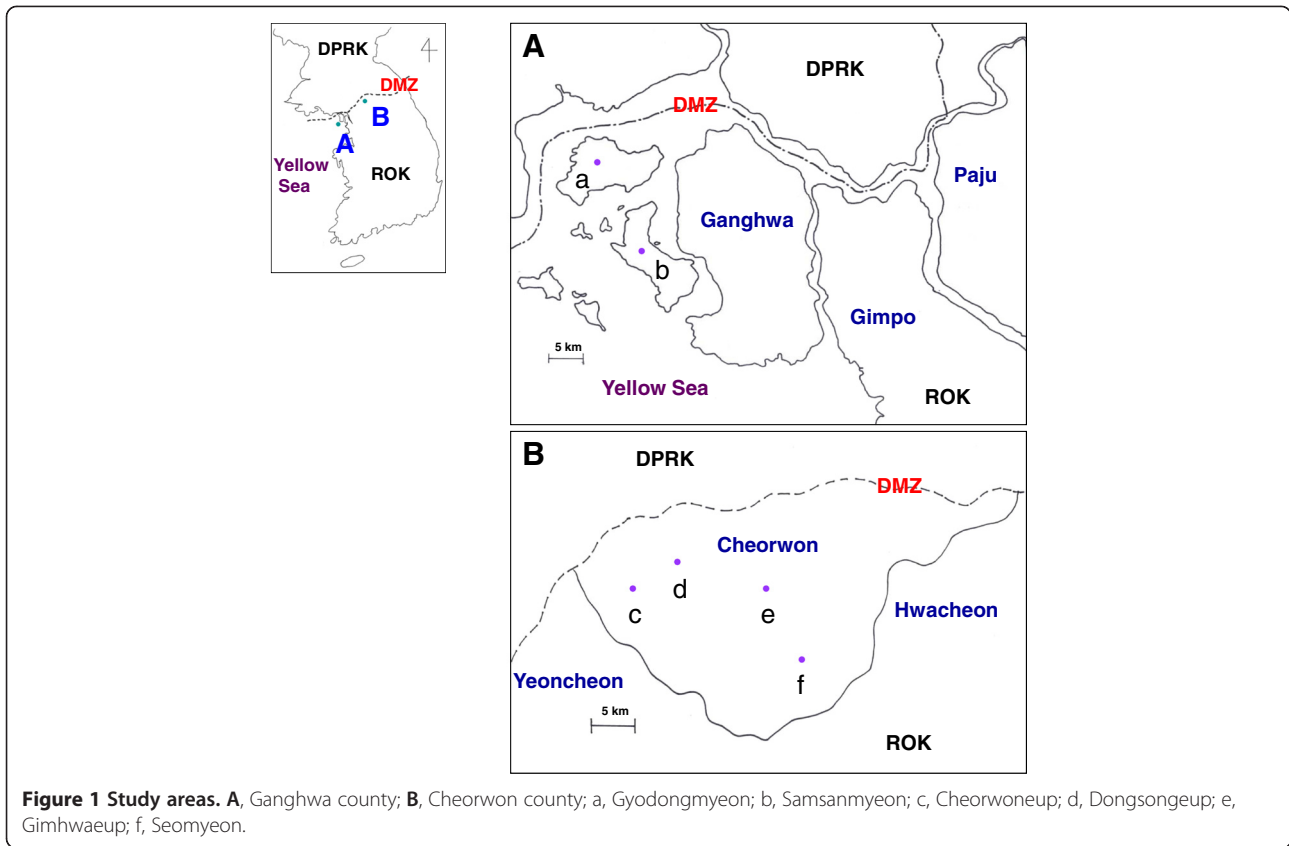 DPRK
4
DMZ
B
A
Yellow
Sea
ROK
A
DPRK
DMZ
a
Paju
Ganghwa
b
Gimpo
5 km
Yellow Sea
ROK
B
DPRK
DMZ
Cheorwon
d
c
e
Hwacheon
f
Yeoncheon
5 km
ROK
Figure 1 Study areas. A, Ganghwa county; B, Cheorwon county; a, Gyodongmyeon; b, Samsanmyeon; c, Cheorwoneup; d, Dongsongeup; e,
Gimhwaeup; f, Seomyeon.